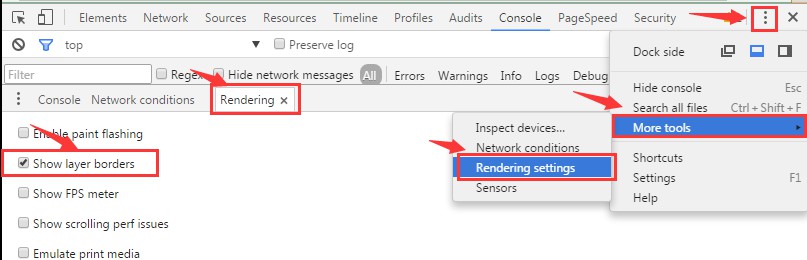 Elements Network Sources Resources Timeline Profiles Audits Console PageSpeed Security
top Preserve log
Filter Regex Hide network messages All Errors Warnings Info Logs Debug
Console Network conditions Rendering ×
Enable paint flashing
Show layer borders
Show FPS meter
Show scrolling perf issues
Emulate print media
Dock side
Hide console Esc
Search all files Ctrl + Shift + F
More tools
Shortcuts
Settings F1
Help
Inspect devices...
Network conditions
Rendering settings
Sensors